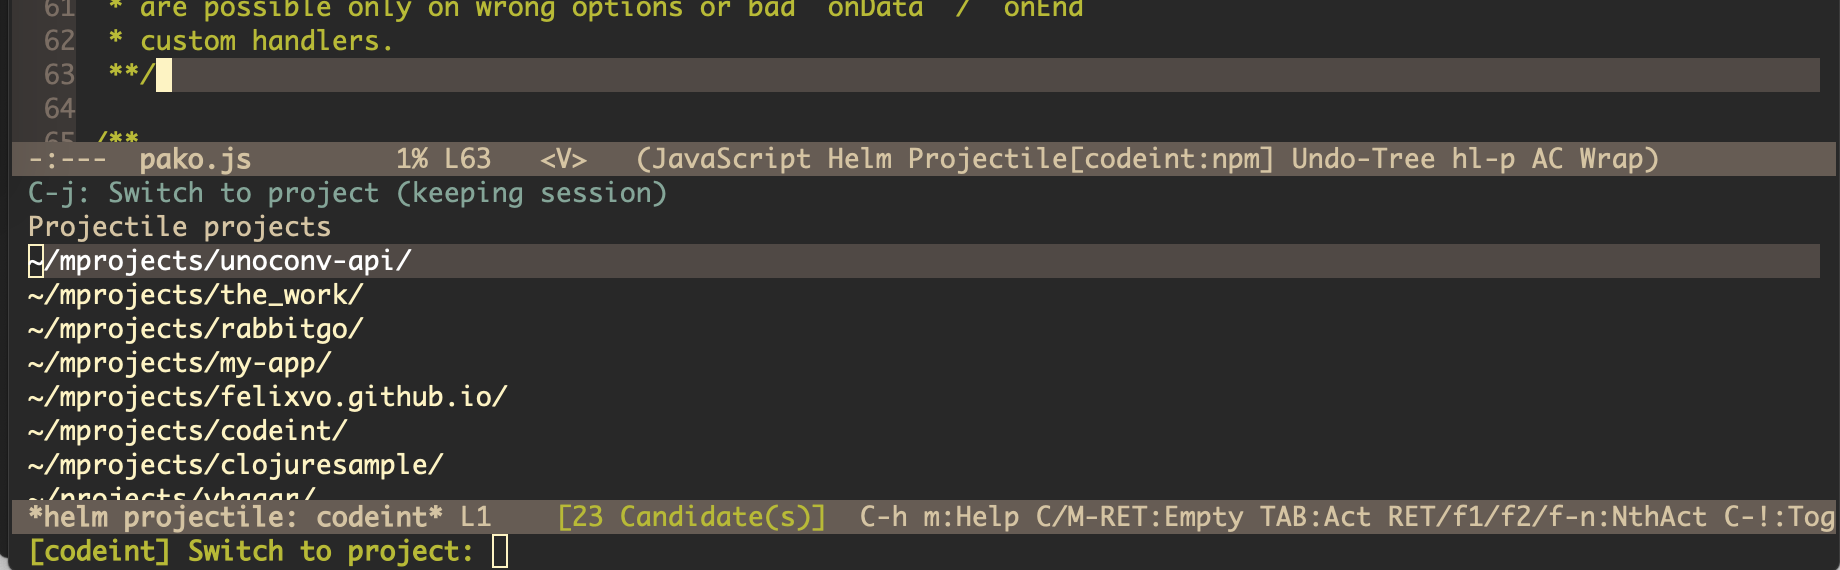 61 * are possible only on wrong options or bad `onData` / `onEnd`
62 * custom handlers.
63 **/
64
65 /**
-:--- pako.js 1% L63 <V> (JavaScript Helm Projectile[codeint:npm] Undo-Tree hl-p AC Wrap)
C-j: Switch to project (keeping session)
Projectile projects
~/mprojects/unoconv-api/
~/mprojects/the_work/
~/mprojects/rabbitgo/
~/mprojects/my-app/
~/mprojects/felixvo.github.io/
~/mprojects/codeint/
~/mprojects/clojuresample/
~/projects/
*helm projectile: codeint* L1 [23 Candidate(s)] C-h m:Help C/M-RET:Empty TAB:Act RET/f1/f2/f-n:NthAct C-!:Tog
[codeint] Switch to project: